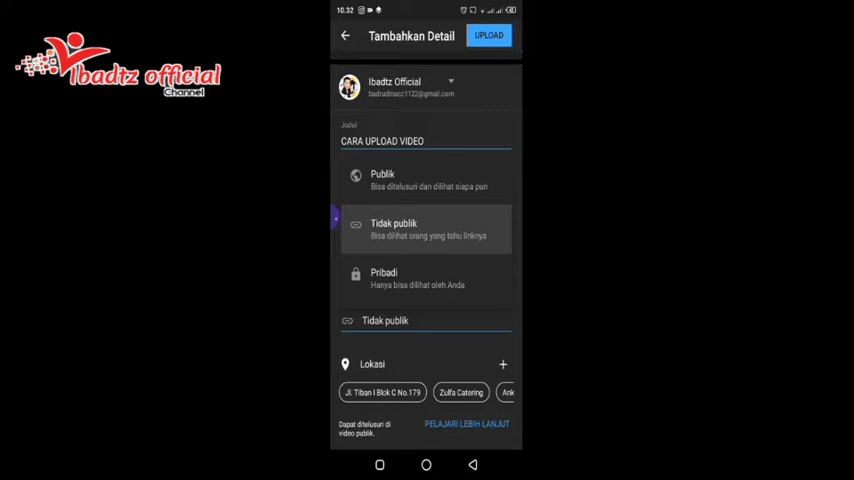 Ibadtz official
Channel
10.32
Tambahkan Detail
UPLOAD
Ibadtz Official
badrudinacc1122@gmail.com
Judul
CARA UPLOAD VIDEO
Publik
Bisa ditelusuri dan dilihat siapa pun
Tidak publik
Bisa dilihat orang yang tahu linknya
Pribadi
Hanya bisa dilihat oleh Anda
Tidak publik
Lokasi
Jl. Tiban I Blok C No.179
Zulfa Catering
Ank
Dapat ditelusuri di
video publik.
PELAJARI LEBIH LANJUT